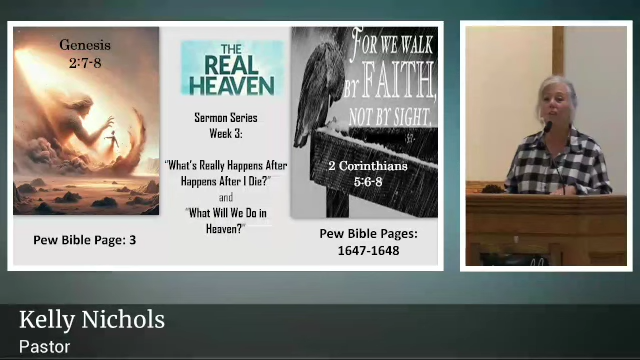 Genesis
2:7-8
Pew Bible Page: 3
THE
REAL
HEAVEN
Sermon Series
Week 3:
"What's Really Happens After
Happens After I Die?"
and
"What Will We Do in
Heaven?"
FOR WE WALK
BY FAITH,
NOT BY SIGHT.
2 Corinthians
5:6-8
Pew Bible Pages:
1647-1648
Kelly Nichols
Pastor